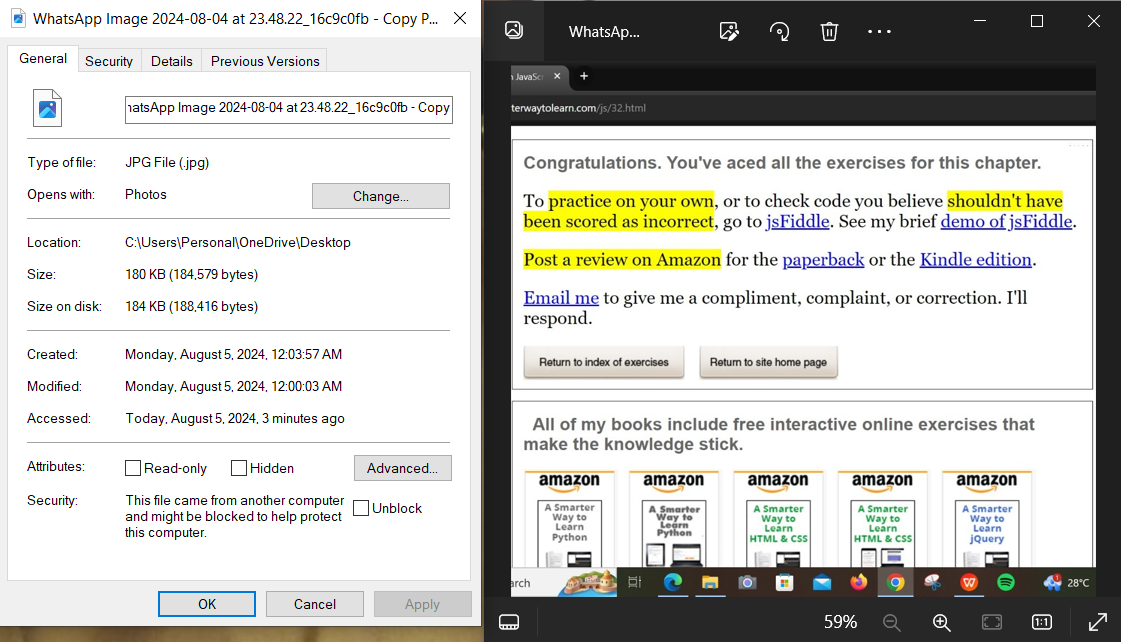 WhatsApp Image 2024-08-04 at 23.48.22_16c9c0fb - Copy P...
General
Security
Details
Previous Versions
hatsApp Image 2024-08-04 at 23.48.22_16c9c0fb - Copy
Type of file:
JPG File (.jpg)
Opens with:
Photos
Change...
Location:
C:\Users\Personal\OneDrive\Desktop
Size:
180 KB (184,579 bytes)
Size on disk:
184 KB (188,416 bytes)
Created:
Monday, August 5, 2024, 12:03:57 AM
Modified:
Monday, August 5, 2024, 12:00:03 AM
Accessed:
Today, August 5, 2024, 3 minutes ago
Attributes:
Read-only
Hidden
Advanced...
Security:
This file came from another computer
and might be blocked to help protect
this computer.
Unblock
OK
Cancel
Apply
WhatsAp...
n JavaScr
terwaytolearn.com/js/32.html
Congratulations. You've aced all the exercises for this chapter.
To practice on your own, or to check code you believe shouldn't have
been scored as incorrect, go to jsFiddle. See my brief demo of jsFiddle.
Post a review on Amazon for the paperback or the Kindle edition.
Email me to give me a compliment, complaint, or correction. I'll
respond.
Return to index of exercises
Return to site home page
All of my books include free interactive online exercises that
make the knowledge stick.
amazon
A Smarter
Way to
Learn
Python
amazon
A Smarter
Way to
Learn
Python
amazon
A Smarter
Way to
Learn
HTML & CSS
amazon
A Smarter
Way to
Learn
HTML & CSS
amazon
A Smarter
Way to
Learn
jQuery
arch
28°C
59%
1:1